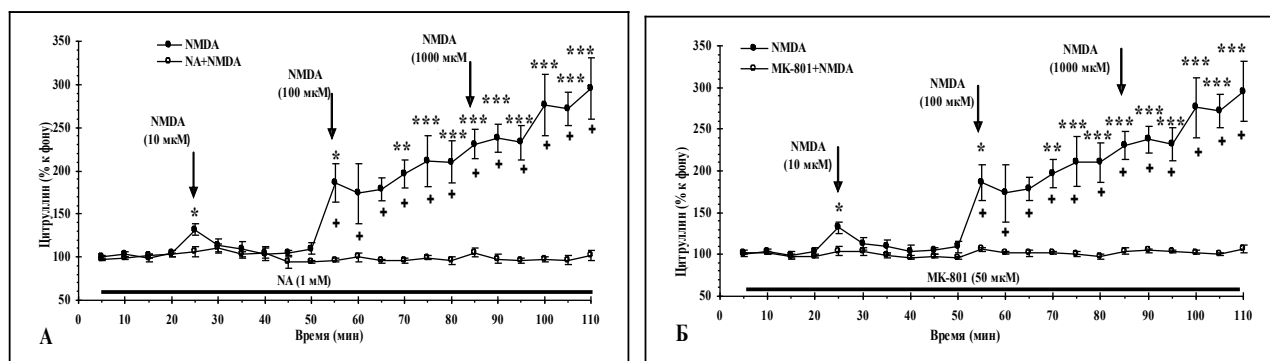 350
300
250
200
150
100
50
Цитруллин (% к фону)
NMDA
NA+NMDA
NMDA
(10 мкМ)
NMDA
(100 мкМ)
NMDA
(1000 мкМ
*
*
**
***
***
***
***
***
***
***
***
+ + + + + + + + + + + +
NA (1 мМ)
0 10 20 30 40 50 60 70 80 90 100 110
Время (мин)
А
350
300
250
200
150
100
50
Цитруллин (% к фону)
NMDA
MK-801+NMDA
NMDA
(10 мкМ)
NMDA
(100 мкМ)
NMDA
(1000 мкМ)
*
*
**
***
***
***
***
***
***
***
***
+ + + + + + + + + + + +
MK-801 (50 мкМ)
0 10 20 30 40 50 60 70 80 90 100 110
Время (мин)
Б